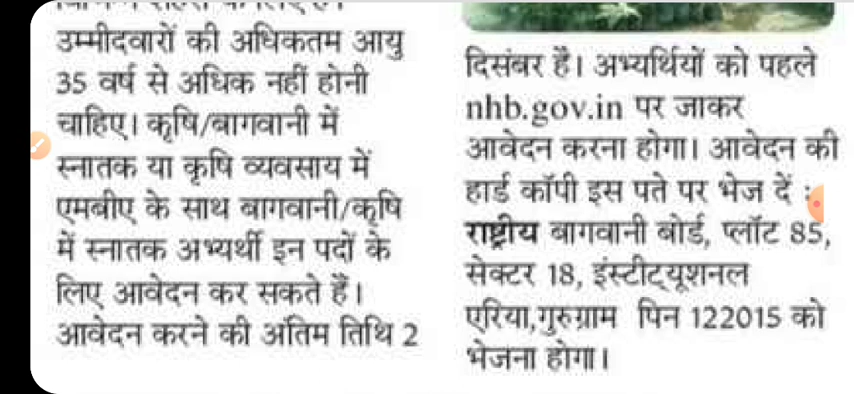 उम्मीदवारों की अधिकतम आयु
35 वर्ष से अधिक नहीं होनी
चाहिए। कृषि/बागवानी में
स्नातक या कृषि व्यवसाय में
एमबीए के साथ बागवानी/कृषि
में स्नातक अभ्यर्थी इन पदों के
लिए आवेदन कर सकते हैं।
आवेदन करने की अंतिम तिथि 2
दिसंबर है। अभ्यर्थियों को पहले
nhb.gov.in पर जाकर
आवेदन करना होगा। आवेदन की
हार्ड कॉपी इस पते पर भेज दें :
राष्ट्रीय बागवानी बोर्ड, प्लॉट 85,
सेक्टर 18, इंस्टीट्यूशनल
एरिया,गुरुग्राम पिन 122015 को
भेजना होगा।